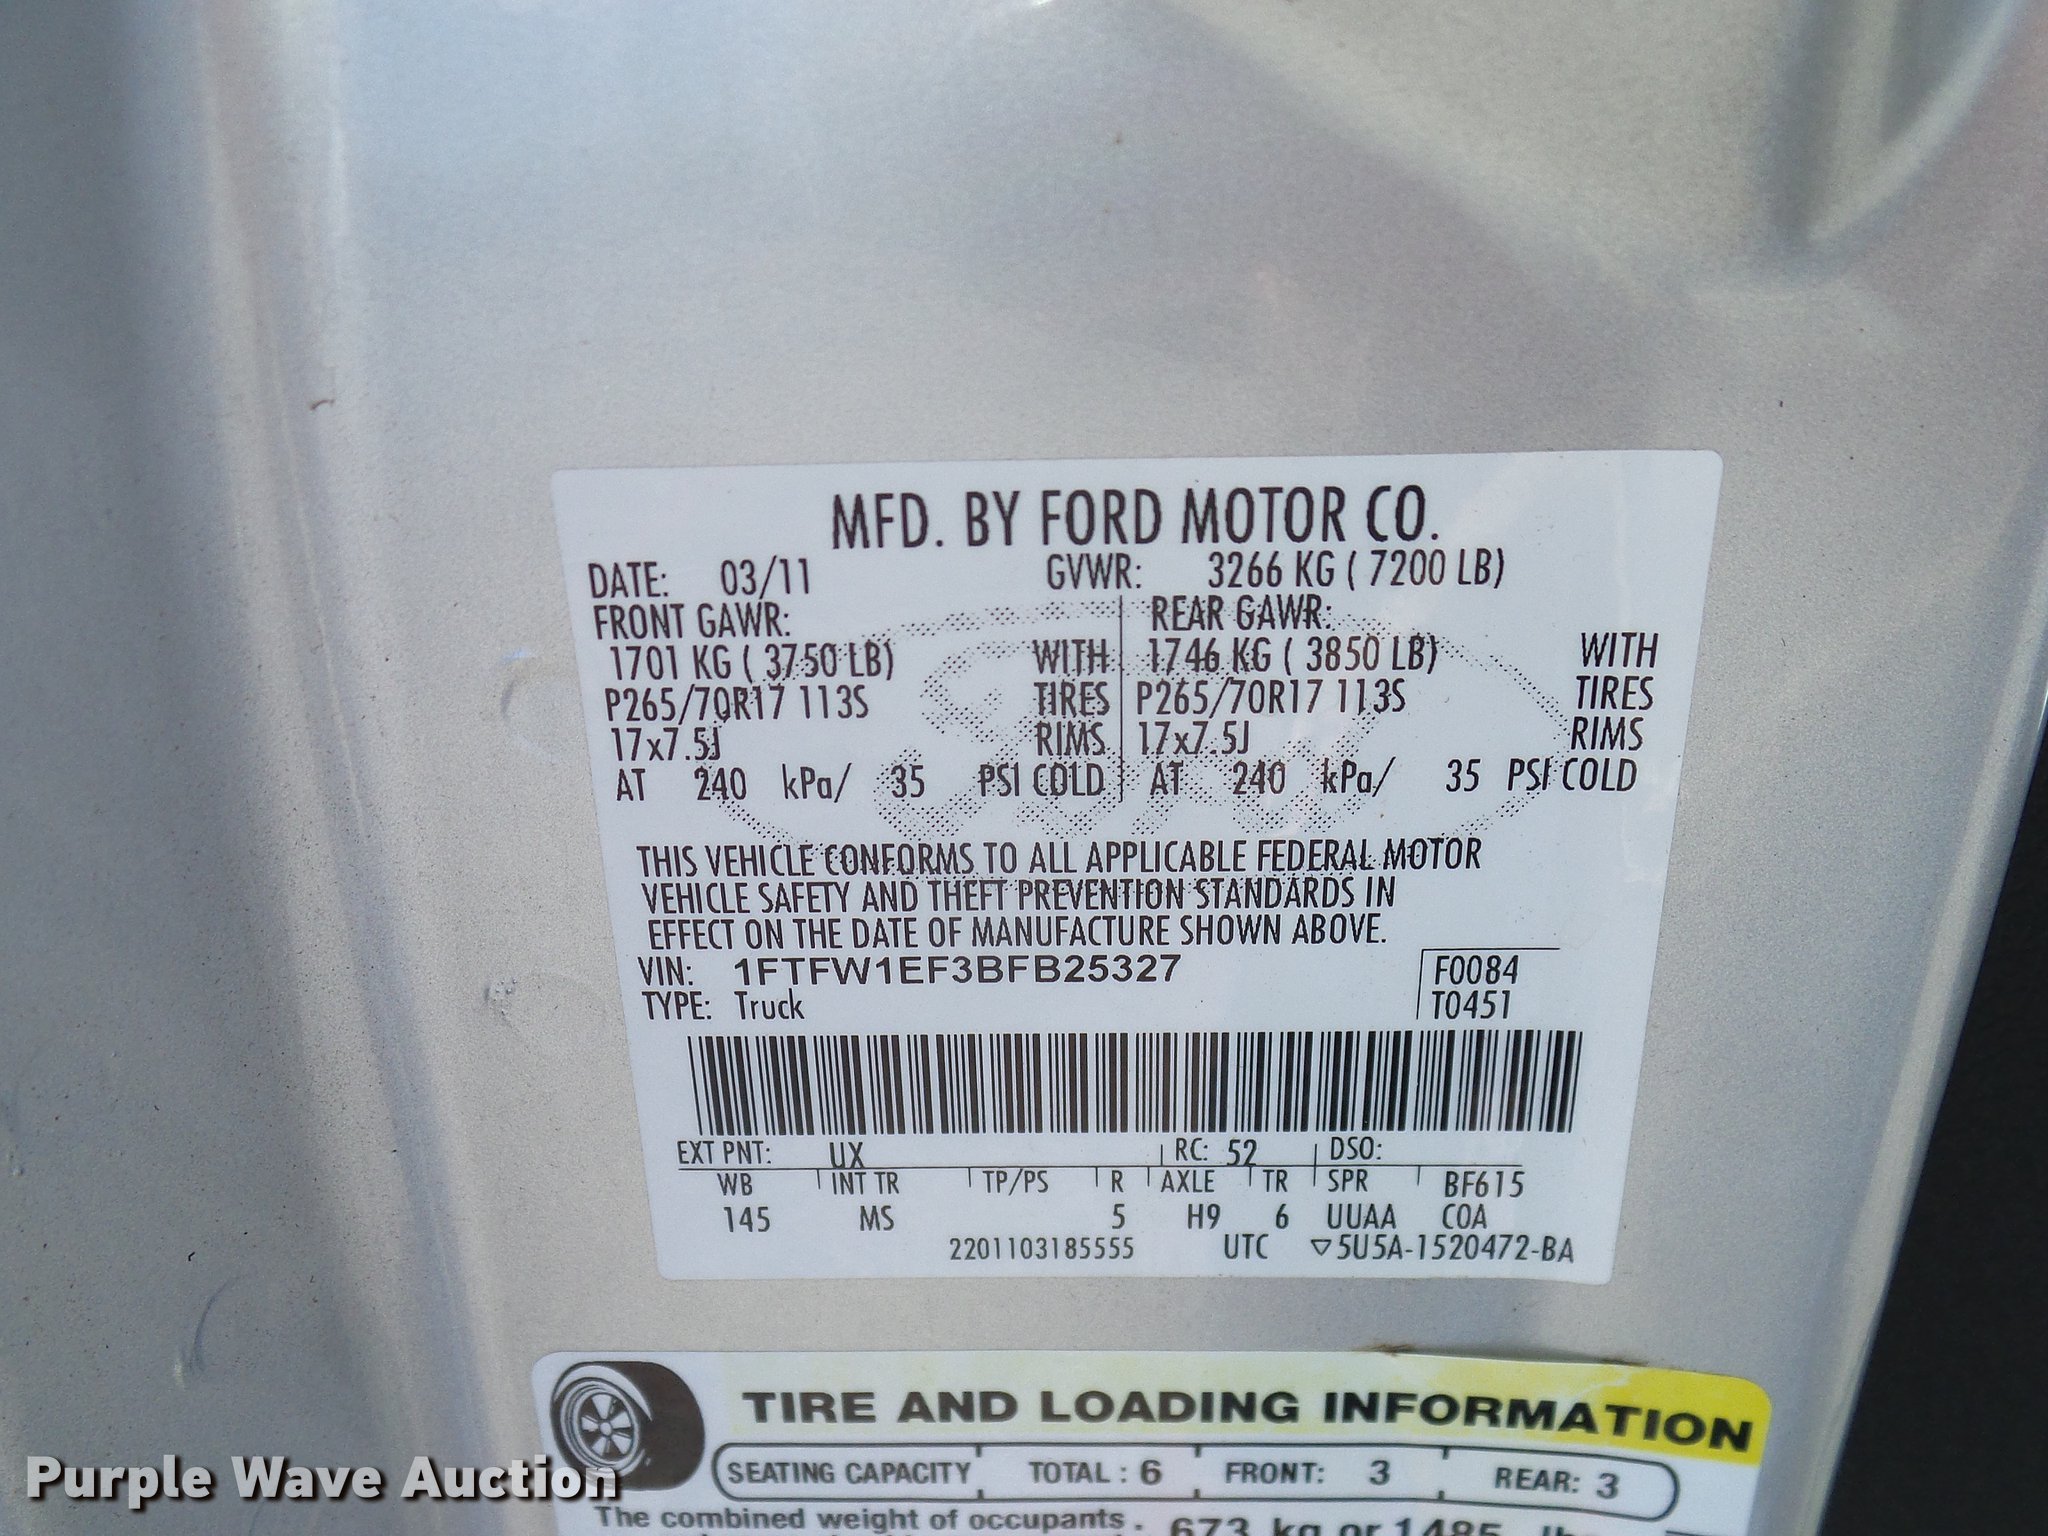 MFD. BY FORD MOTOR CO.
DATE: 03/11 GVWR: 3266 KG ( 7200 LB)
FRONT GAWR: REAR GAWR:
1701 KG ( 3750 LB) WITH 1746 KG ( 3850 LB) WITH
P265/70R17 113S TIRES P265/70R17 113S TIRES
17x7.5J RIMS 17x7.5J RIMS
AT 240 kPa/ 35 PSI COLD AT 240 kPa/ 35 PSI COLD
THIS VEHICLE CONFORMS TO ALL APPLICABLE FEDERAL MOTOR
VEHICLE SAFETY AND THEFT PREVENTION STANDARDS IN
EFFECT ON THE DATE OF MANUFACTURE SHOWN ABOVE.
VIN: 1FTFW1EF3BFB25327 F0084
TYPE: Truck T0451
EXT PNT: UX RC: 52 DSO:
WB INT TR TP/PS R AXLE TR SPR BF615
145 MS 5 H9 6 UUAA COA
2201103185555 UTC ▽5U5A-1520472-BA
TIRE AND LOADING INFORMATION
SEATING CAPACITY TOTAL : 6 FRONT: 3 REAR: 3
The combined weight of occupants 673 kg or 1485 lbs
Purple Wave Auction